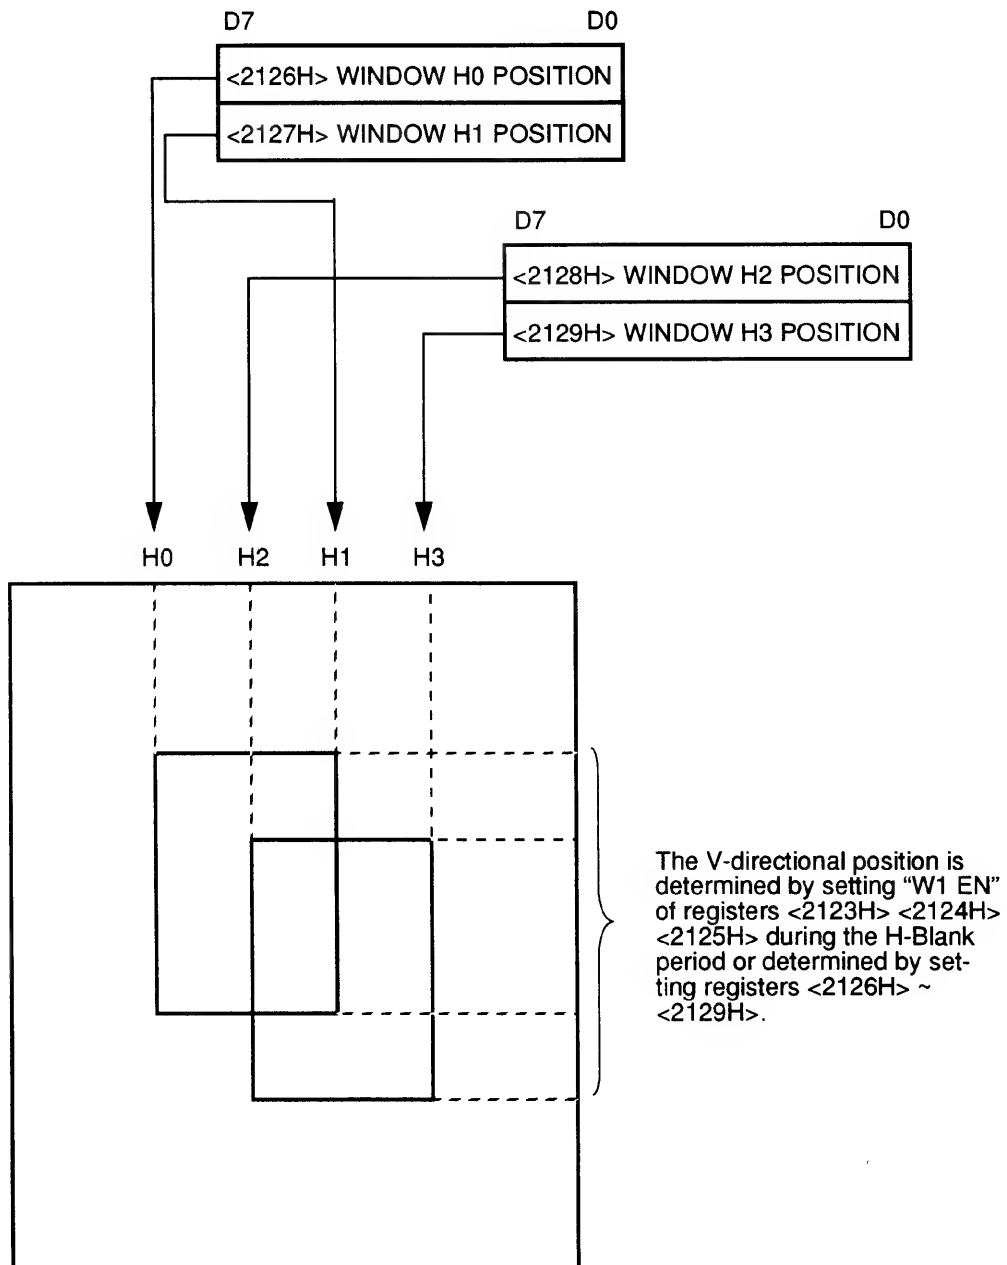 D7 D0
<2126H> WINDOW H0 POSITION
<2127H> WINDOW H1 POSITION
D7 D0
<2128H> WINDOW H2 POSITION
<2129H> WINDOW H3 POSITION
H0 H2 H1 H3
The V-directional position is
determined by setting “W1 EN”
of registers <2123H> <2124H>
<2125H> during the H-Blank
period or determined by set-
ting registers <2126H> ~
<2129H>.